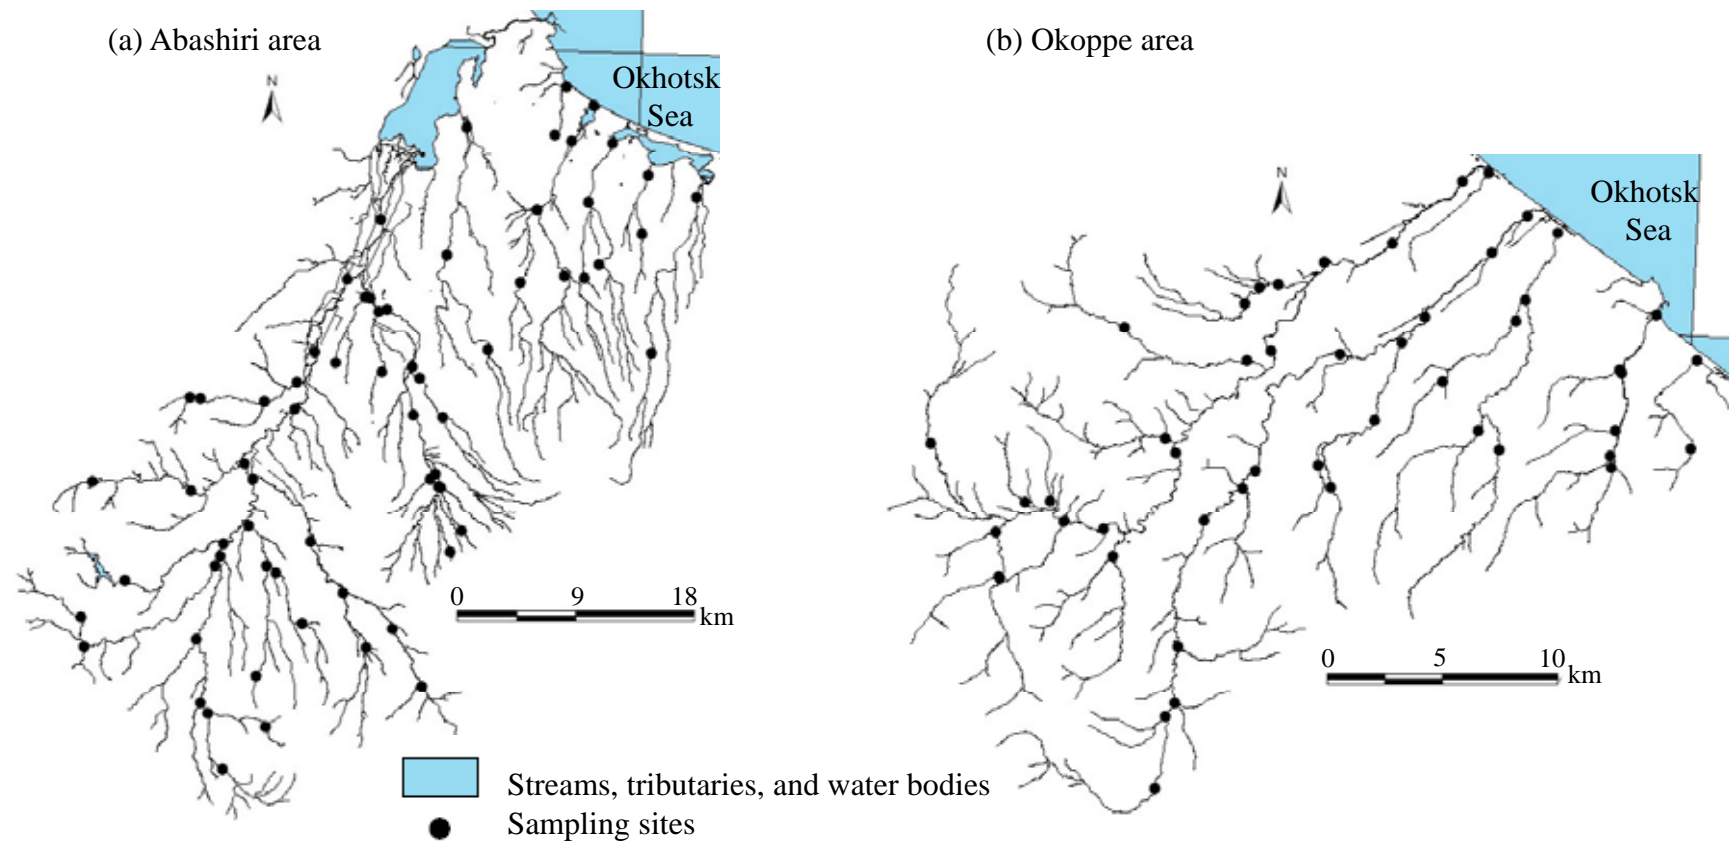 (a) Abashiri area
N
Okhotsk
Sea
0 9 18
km
(b) Okoppe area
N
Okhotsk
Sea
0 5 10
km
Streams, tributaries, and water bodies
Sampling sites